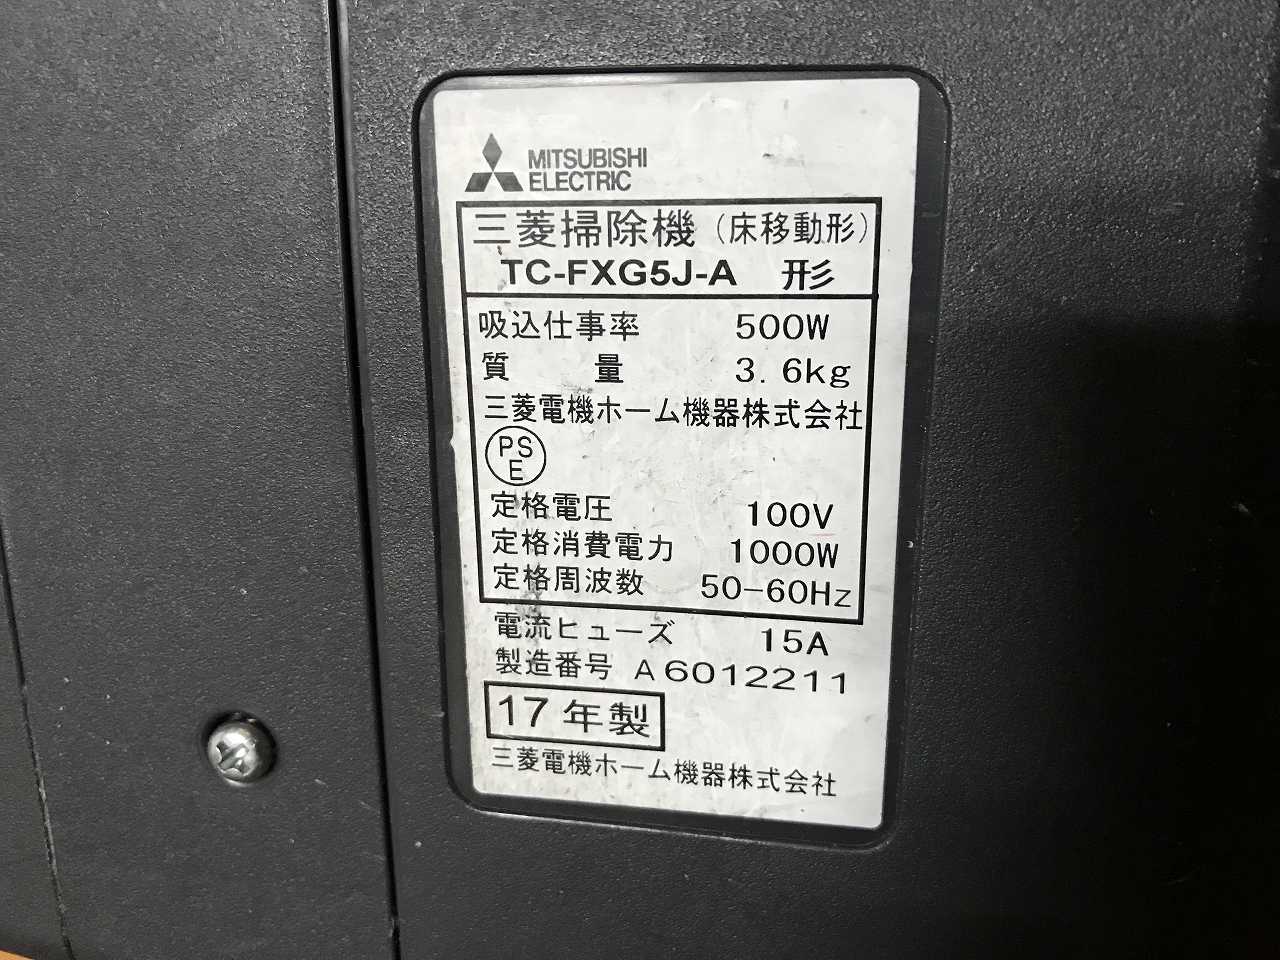 MITSUBISHI
ELECTRIC
三菱掃除機（床移動形）
TC-FXG5J-A 形
吸込仕事率 500W
質 量 3.6kg
三菱電機ホーム機器株式会社
PS
E
定格電圧 100V
定格消費電力 1000W
定格周波数 50-60Hz
電流ヒューズ 15A
製造番号 A6012211
17年製
三菱電機ホーム機器株式会社